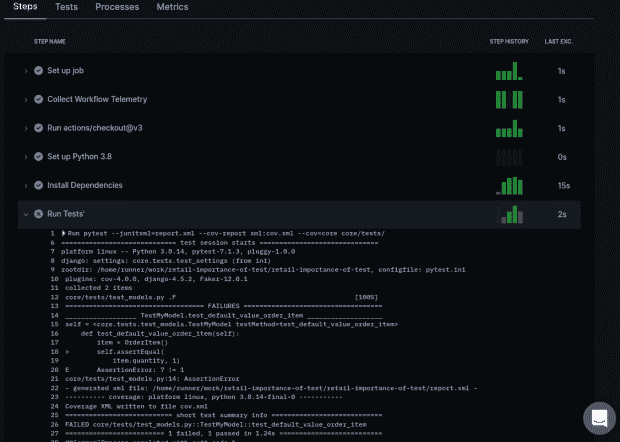 Steps Tests Processes Metrics
STEP NAME STEP HISTORY LAST EXC.
Set up job 1s
Collect Workflow Telemetry 1s
Run actions/checkout@v3 1s
Set up Python 3.8 0s
Install Dependencies 15s
Run Tests' 2s
1 Run pytest --junitxml=report.xml --cov-report xml:cov.xml --cov=core core/tests/
6 ============================ test session starts =============================
7 platform linux -- Python 3.8.14, pytest-7.1.3, pluggy-1.0.0
8 django: settings: core.tests.test_settings (from ini)
9 rootdir: /home/runner/work/retail-importance-of-test/retail-importance-of-test, configfile: pytest.ini
10 plugins: cov-4.0.0, django-4.5.2, Faker-12.0.1
11 collected 2 items
12 core/tests/test_models.py .F [100%]
13 =================================== FAILURES ===================================
14 __________________ TestMyModel.test_default_value_order_item ___________________
15 self = <core.tests.test_models.TestMyModel testMethod=test_default_value_order_item>
16 def test_default_value_order_item(self):
17 item = OrderItem()
18 > self.assertEqual(
19 item.quantity, 1)
20 E AssertionError: ? != 1
21 core/tests/test_models.py:14: AssertionError
22 - generated xml file: /home/runner/work/retail-importance-of-test/retail-importance-of-test/report.xml -
23 ---------- coverage: platform linux, python 3.8.14-final-0 -----------
24 Coverage XML written to file cov.xml
25 =========================== short test summary info ============================
26 FAILED core/tests/test_models.py::TestMyModel::test_default_value_order_item
27 ========================= 1 failed, 1 passed in 1.24s =========================